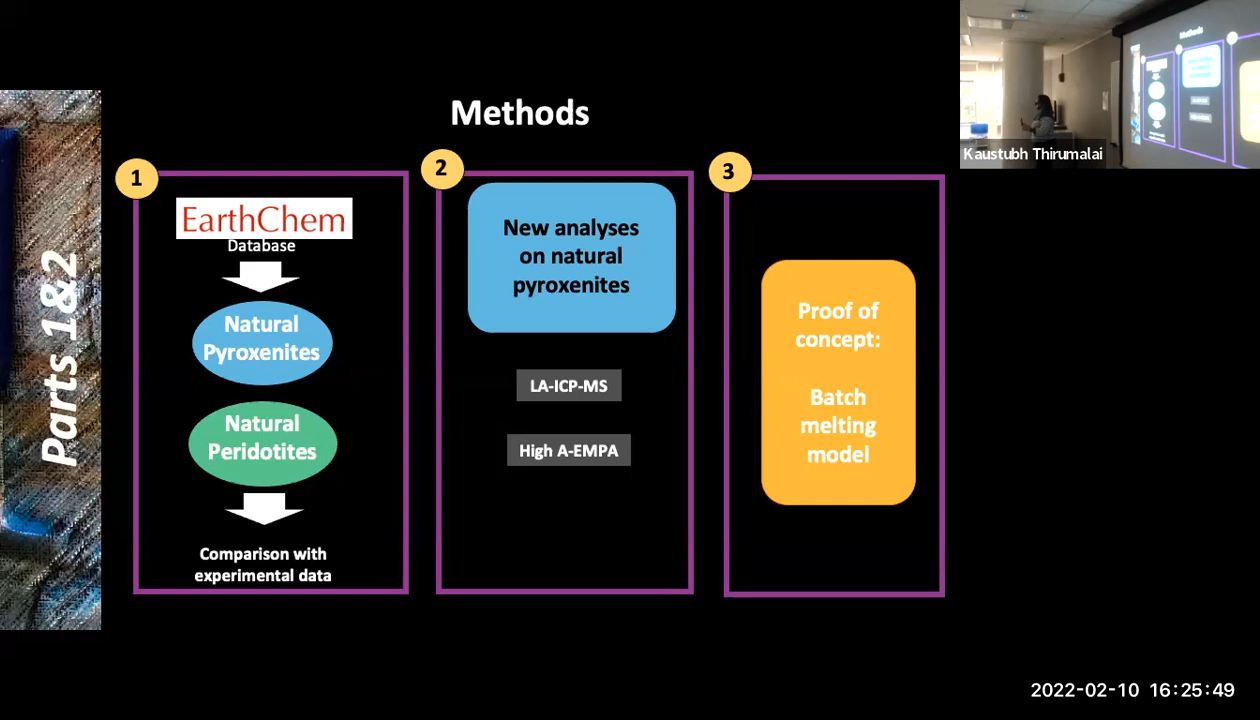 Methods
Parts 1&2
1
EarthChem
Database
Natural
Pyroxenites
Natural
Peridotites
Comparison with
experimental data
2
New analyses
on natural
pyroxenites
LA-ICP-MS
High A-EMPA
3
Proof of
concept:
Batch
melting
model
Methods
Kaustubh Thirumalai
2022-02-10 16:25:49